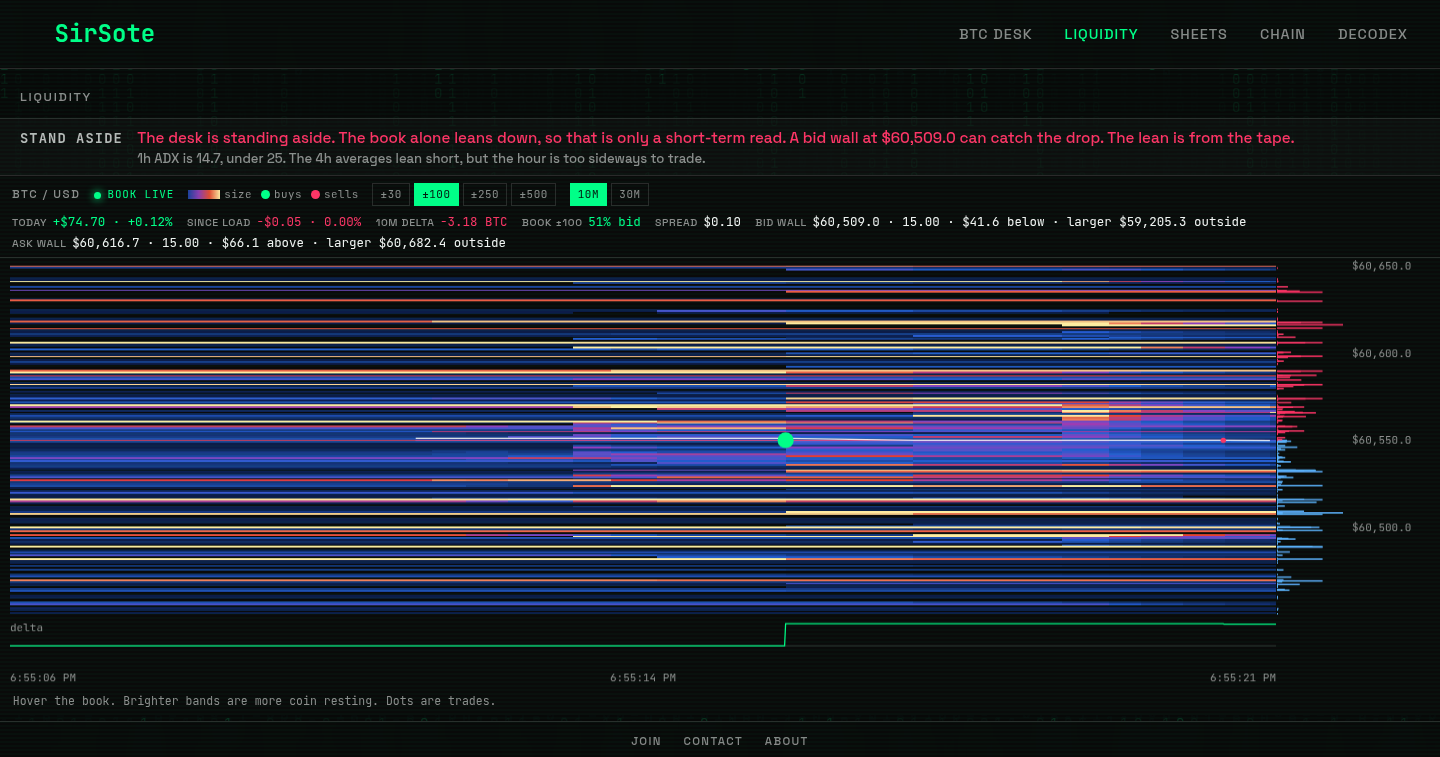 SirSote
BTC DESK LIQUIDITY SHEETS CHAIN DECODEX
LIQUIDITY
STAND ASIDE The desk is standing aside. The book alone leans down, so that is only a short-term read. A bid wall at $60,509.0 can catch the drop. The lean is from the tape.
1h ADX is 14.7, under 25. The 4h averages lean short, but the hour is too sideways to trade.
BTC / USD BOOK LIVE size buys sells ±30 ±100 ±250 ±500 10M 30M
TODAY +$74.70 · +0.12% SINCE LOAD -$0.05 · 0.00% 10M DELTA -3.18 BTC BOOK ±100 51% bid SPREAD $0.10 BID WALL $60,509.0 · 15.00 · $41.6 below · larger $59,205.3 outside
ASK WALL $60,616.7 · 15.00 · $66.1 above · larger $60,682.4 outside
$60,650.0
$60,600.0
$60,550.0
$60,500.0
delta
6:55:06 PM 6:55:14 PM 6:55:21 PM
Hover the book. Brighter bands are more coin resting. Dots are trades.
JOIN CONTACT ABOUT